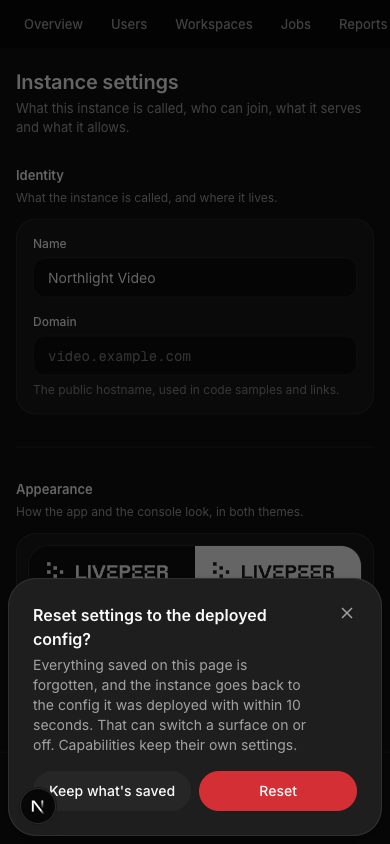 Overview Users Workspaces Jobs Reports
Instance settings
What this instance is called, who can join, what it serves
and what it allows.
Identity
What the instance is called, and where it lives.
Name
Northlight Video
Domain
video.example.com
The public hostname, used in code samples and links.
Appearance
How the app and the console look, in both themes.
LIVEPEER LIVEPEER
Reset settings to the deployed
config?
Everything saved on this page is
forgotten, and the instance goes back to
the config it was deployed with within 10
seconds. That can switch a surface on or
off. Capabilities keep their own settings.
Keep what's saved Reset
N